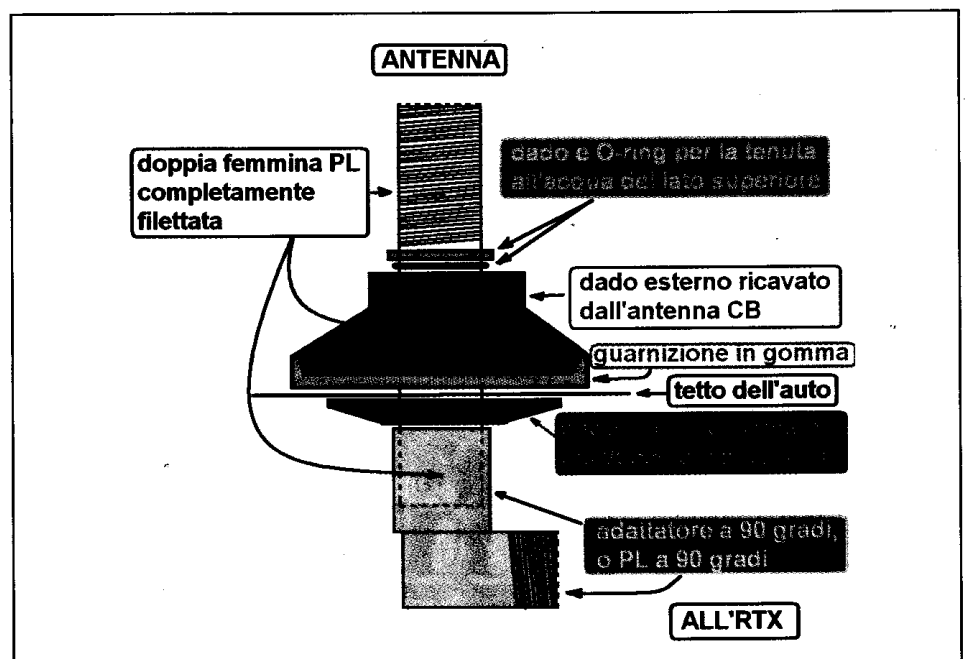 ANTENNA
doppia femmina PL
completamente
filettata
dado e O-ring per la tenuta
all'acqua del lato superiore
dado esterno ricavato
dall'antenna CB
guarnizione in gomma
tetto dell'auto
adattatore a 90 gradi,
o PL a 90 gradi
ALL'RTX